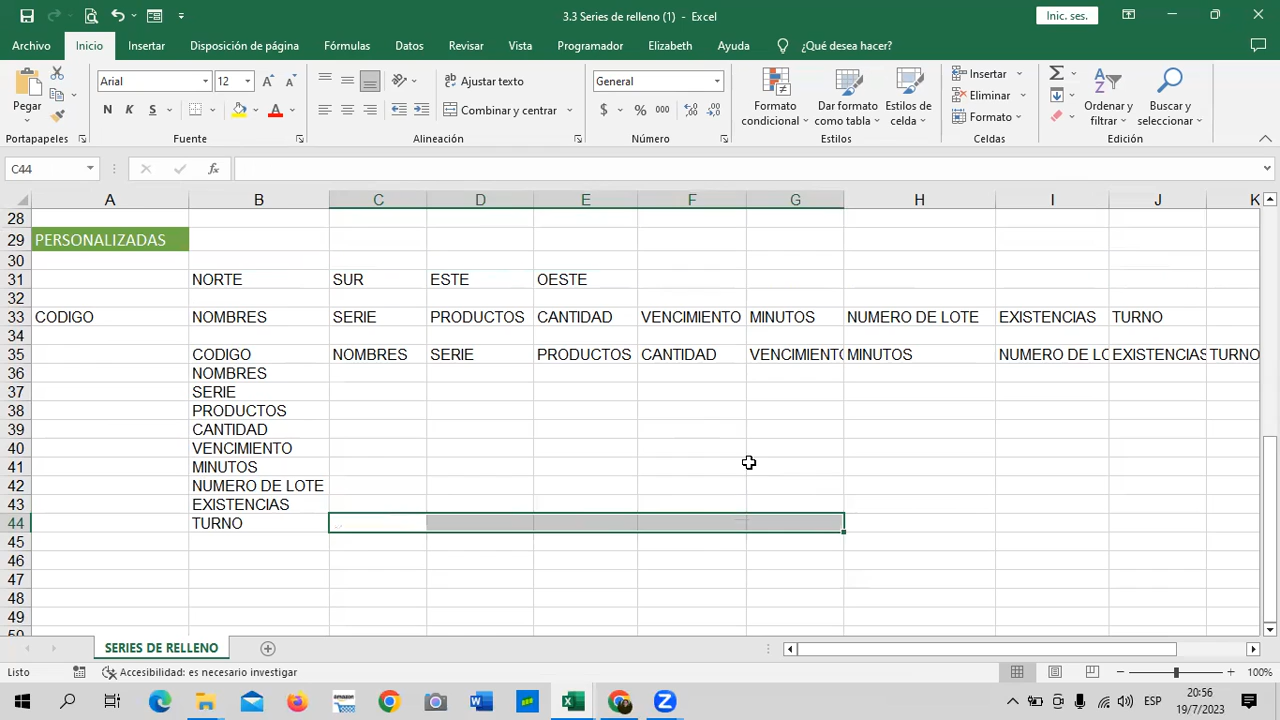 3.3 Series de relleno (1) - Excel
Inic. ses.
Archivo Inicio Insertar Disposición de página Fórmulas Datos Revisar Vista Programador Elizabeth Ayuda ¿Qué desea hacer?
Pegar
Portapapeles
Arial 12
N K S
Fuente
Ajustar texto
Combinar y centrar
Alineación
General
$ % 000
Número
Formato condicional
Dar formato como tabla
Estilos de celda
Estilos
Insertar
Eliminar
Formato
Celdas
Ordenar y filtrar
Buscar y seleccionar
Edición
C44
fx
A B C D E F G H I J K
28
29 PERSONALIZADAS
30
31 NORTE SUR ESTE OESTE
32
33 CODIGO NOMBRES SERIE PRODUCTOS CANTIDAD VENCIMIENTO MINUTOS NUMERO DE LOTE EXISTENCIAS TURNO
34
35 CODIGO NOMBRES SERIE PRODUCTOS CANTIDAD VENCIMIENTO MINUTOS NUMERO DE LO EXISTENCIAS TURNO
36 NOMBRES
37 SERIE
38 PRODUCTOS
39 CANTIDAD
40 VENCIMIENTO
41 MINUTOS
42 NUMERO DE LOTE
43 EXISTENCIAS
44 TURNO
45
46
47
48
49
50
SERIES DE RELLENO
Listo Accesibilidad: es necesario investigar 100%
ESP 20:56
19/7/2023